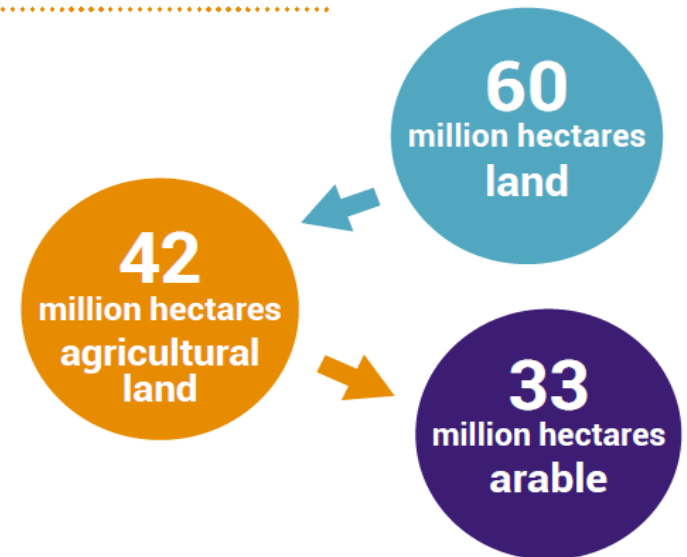 60
million hectares
land
42
million hectares
agricultural
land
33
million hectares
arable